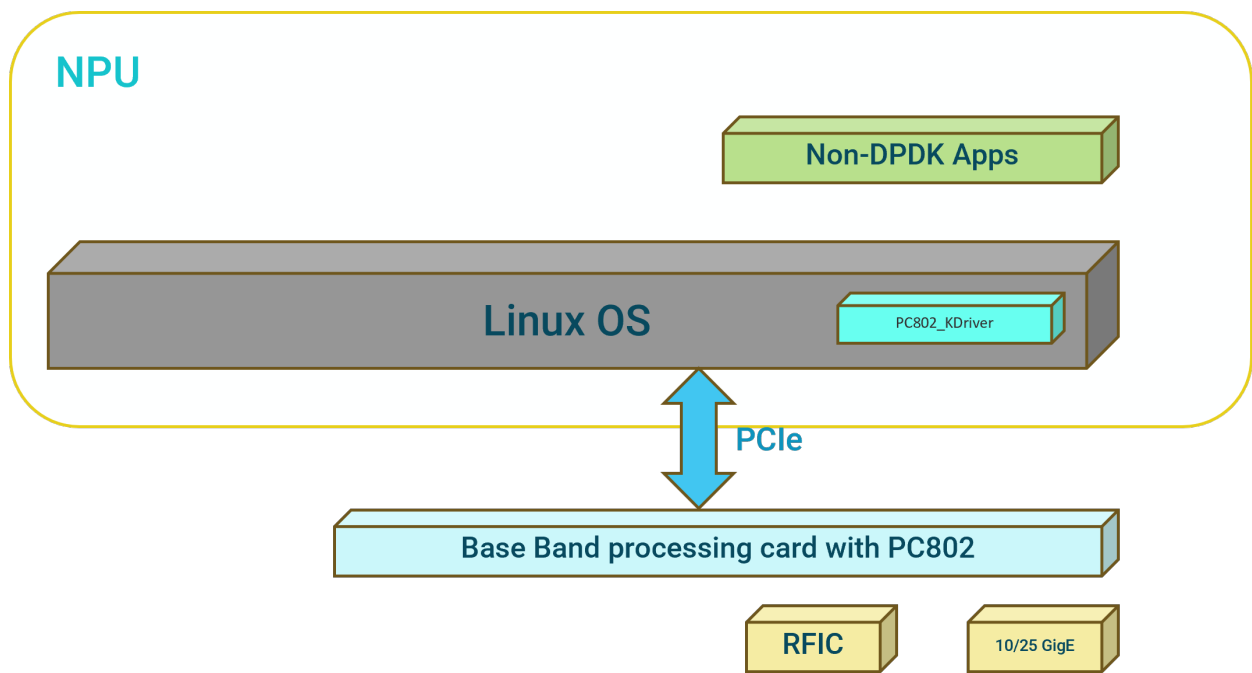 NPU
Non-DPDK Apps
Linux OS
PC802_KDriver
PCIe
Base Band processing card with PC802
RFIC
10/25 GigE